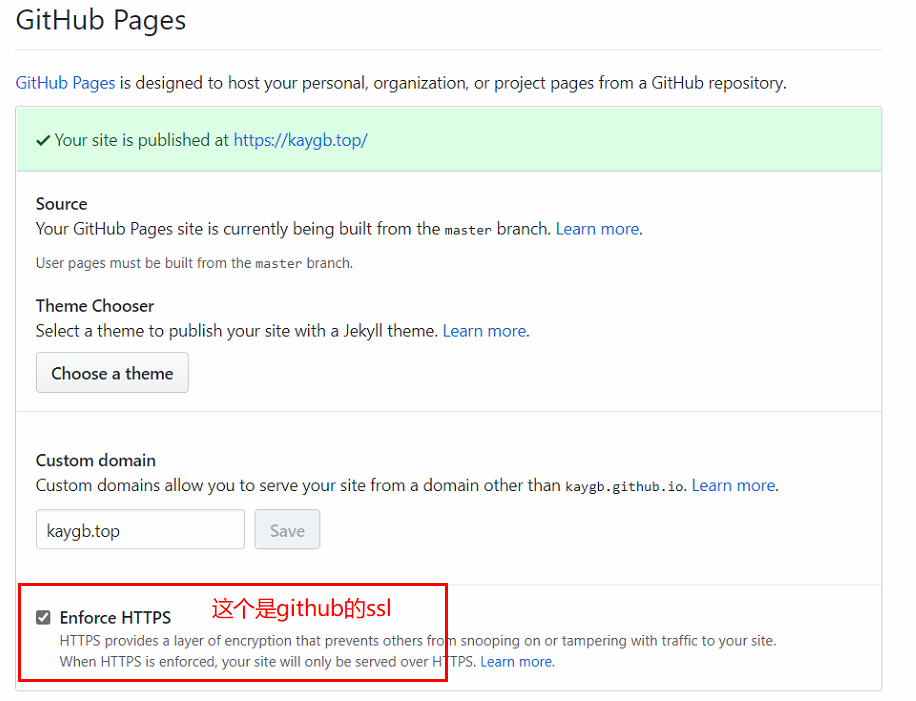 GitHub Pages
GitHub Pages is designed to host your personal, organization, or project pages from a GitHub repository.
Your site is published at https://kaygb.top/
Source
Your GitHub Pages site is currently being built from the master branch. Learn more.
User pages must be built from the master branch.
Theme Chooser
Select a theme to publish your site with a Jekyll theme. Learn more.
Choose a theme
Custom domain
Custom domains allow you to serve your site from a domain other than kaygb.github.io. Learn more.
kaygb.top Save
Enforce HTTPS 这个是github的ssl
HTTPS provides a layer of encryption that prevents others from snooping on or tampering with traffic to your site.
When HTTPS is enforced, your site will only be served over HTTPS. Learn more.